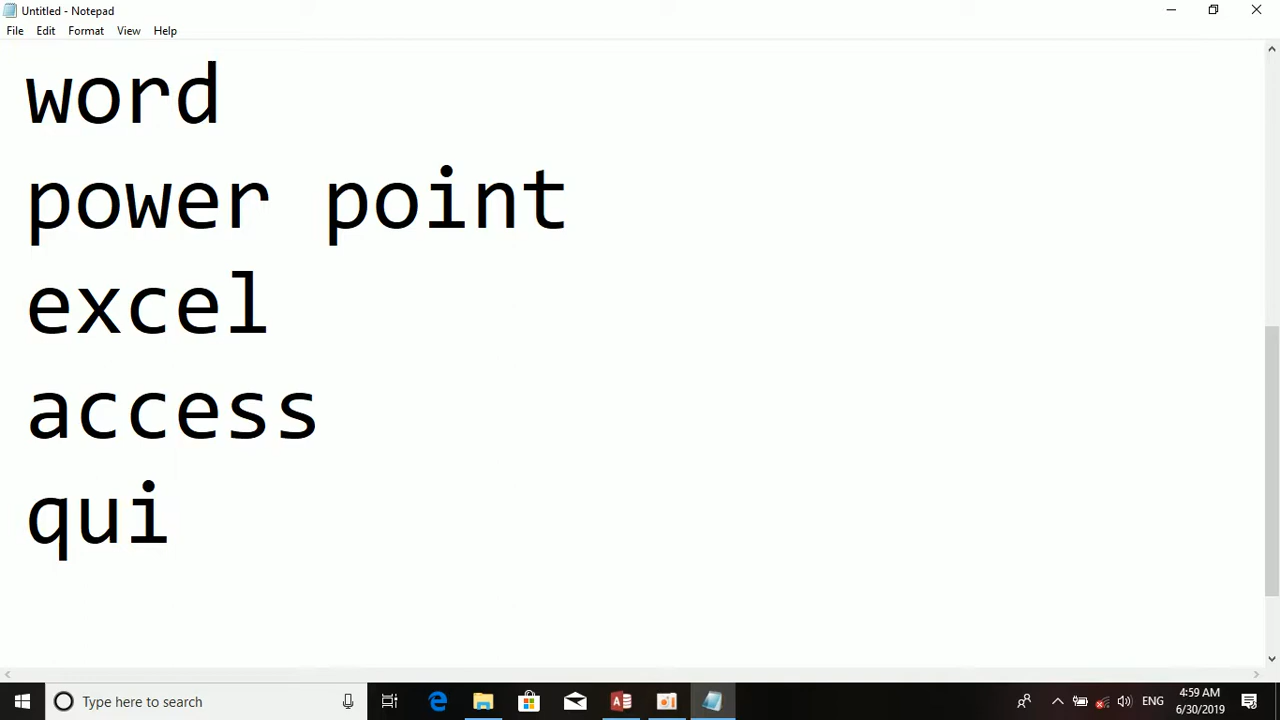 Untitled - Notepad
File Edit Format View Help
word
power point
excel
access
qui
Type here to search
ENG
4:59 AM
6/30/2019